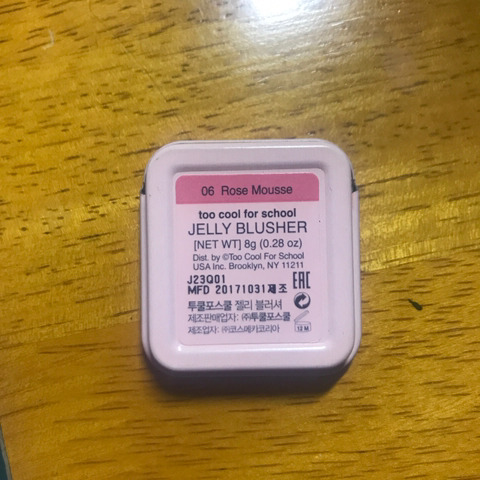 06 Rose Mousse
too cool for school
JELLY BLUSHER
[NET WT] 8g (0.28 oz)
Dist. by ©Too Cool For School
USA Inc. Brooklyn, NY 11211
J23Q01
MFD 20171031제조
EAC
투쿨포스쿨 젤리 블러셔
제조판매업자: ㈜투쿨포스쿨
제조업자: ㈜코스메카코리아
12 M